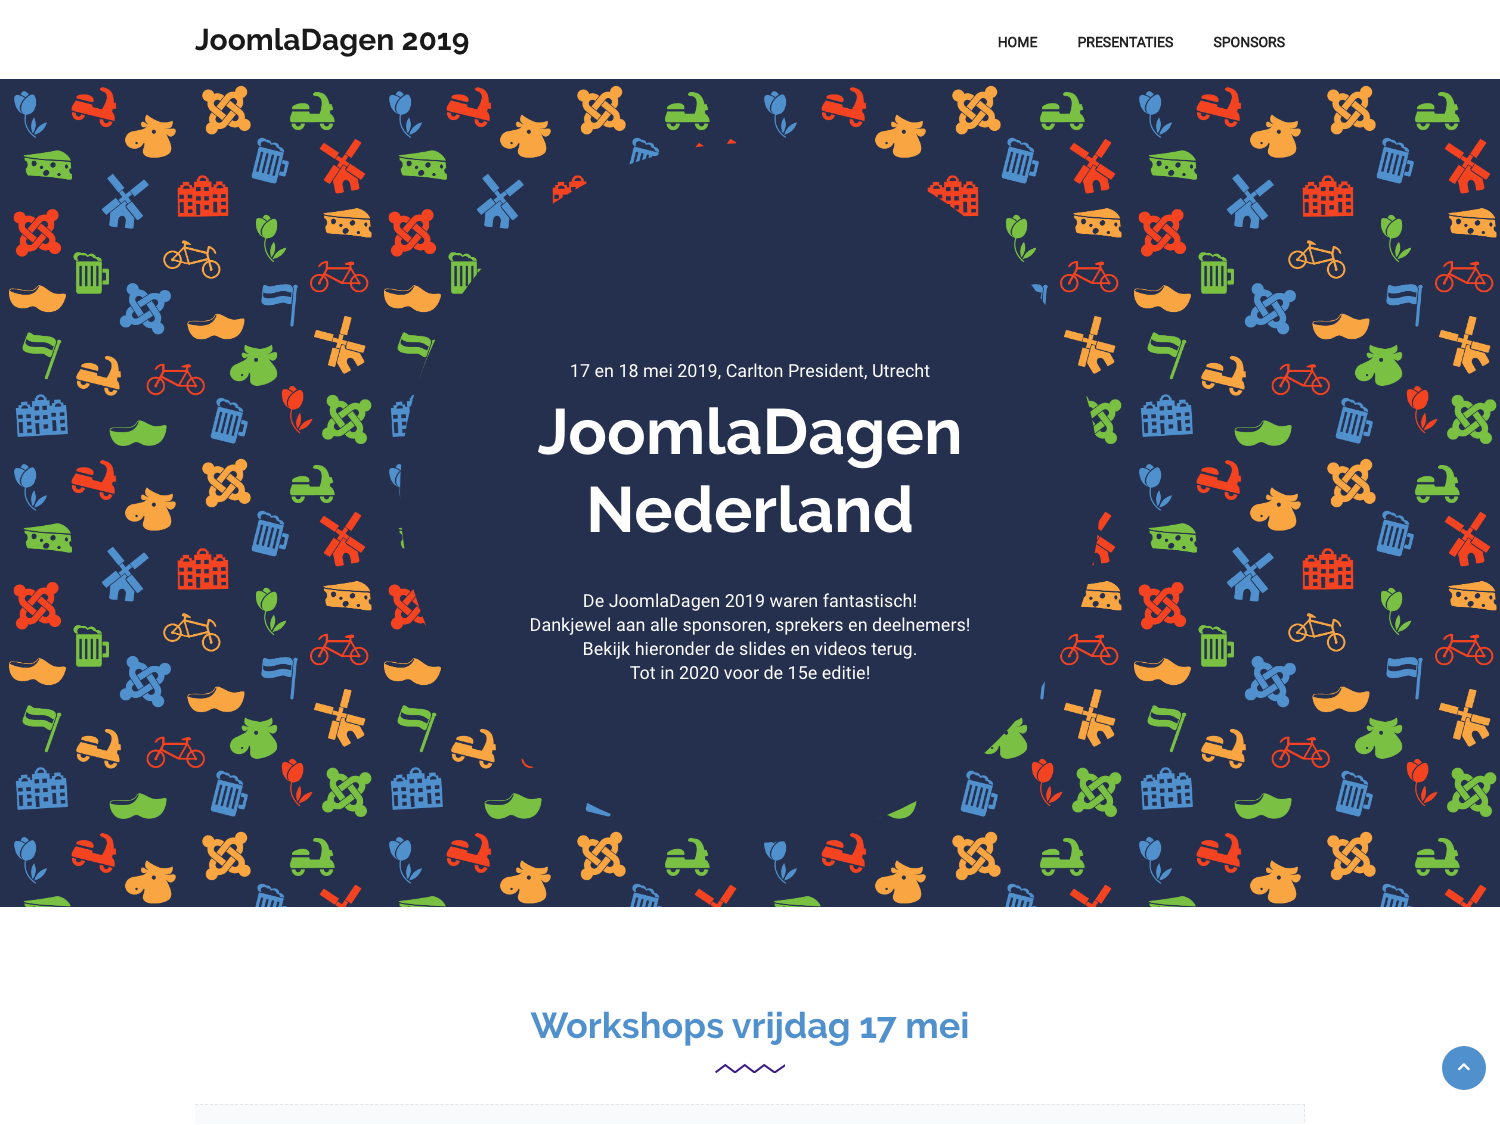 JoomlaDagen 2019
HOME
PRESENTATIES
SPONSORS
17 en 18 mei 2019, Carlton President, Utrecht
JoomlaDagen
Nederland
De JoomlaDagen 2019 waren fantastisch!
Dankjewel aan alle sponsoren, sprekers en deelnemers!
Bekijk hieronder de slides en videos terug.
Tot in 2020 voor de 15e editie!
Workshops vrijdag 17 mei